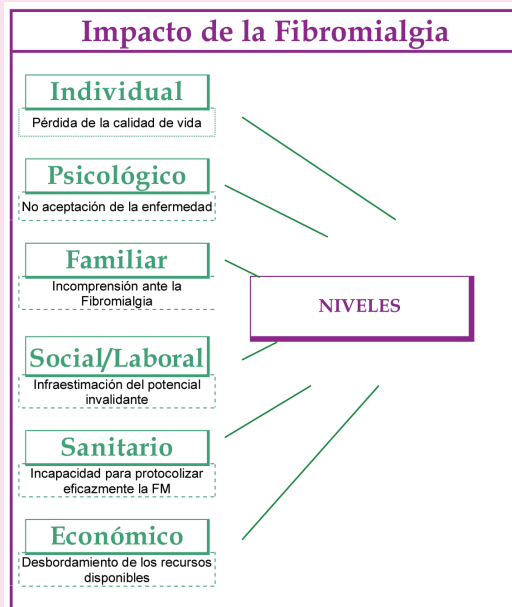 Impacto de la Fibromialgia
Individual
Pérdida de la calidad de vida
Psicológico
No aceptación de la enfermedad
Familiar
Incomprensión ante la
Fibromialgia
NIVELES
Social/Laboral
Infraestimación del potencial
invalidante
Sanitario
Incapacidad para protocolizar
eficazmente la FM
Económico
Desbordamiento de los recursos
disponibles